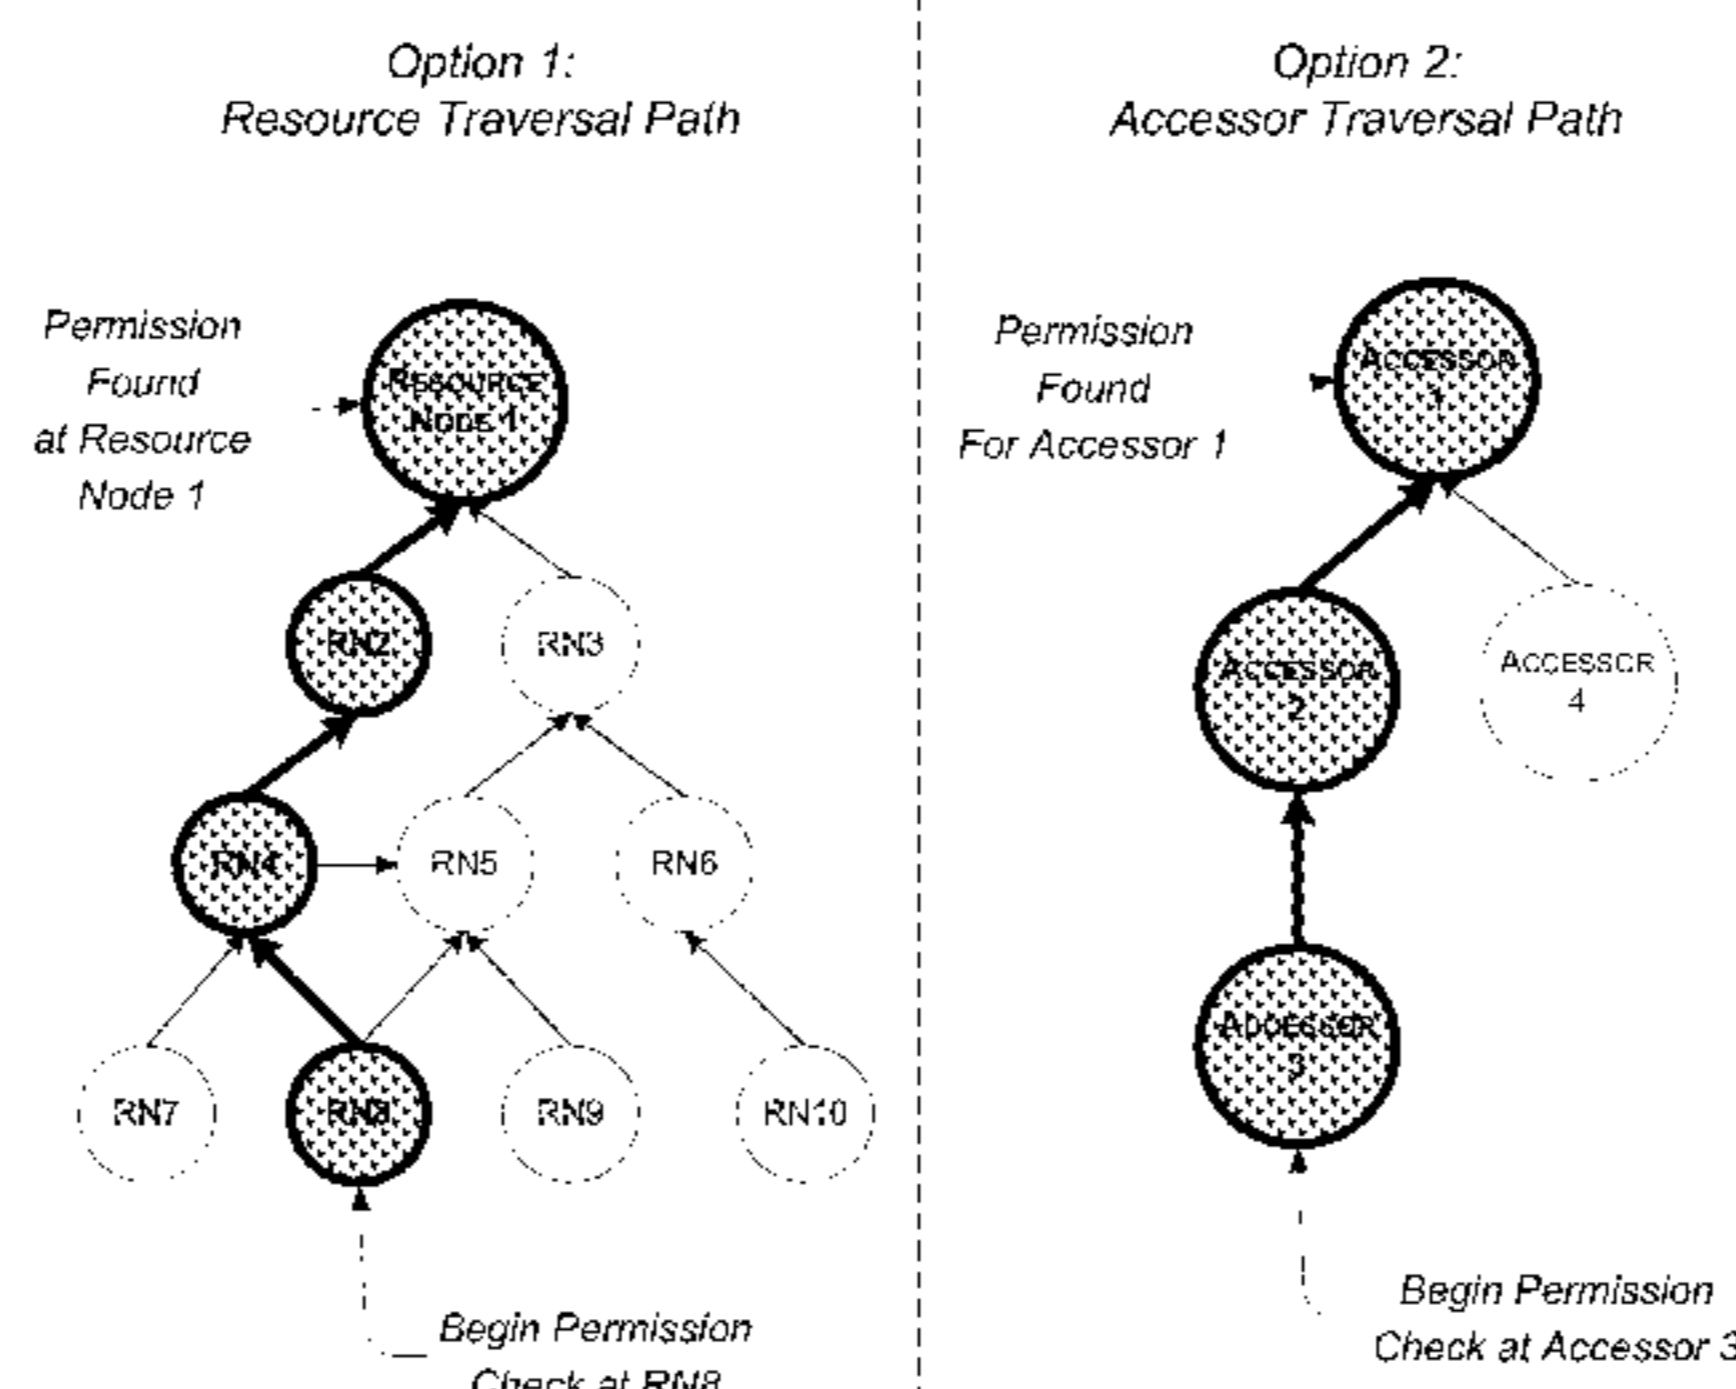 Option 1:
Resource Traversal Path
Permission
Found
at Resource
Node 1
RESOURCE
NODE 1
RN2
RN3
RN4
RN5
RN6
RN7
RN8
RN9
RN10
Begin Permission
Check at RN8
Option 2:
Accessor Traversal Path
Permission
Found
For Accessor 1
ACCESSOR
1
ACCESSOR
2
ACCESSOR
4
ACCESSOR
3
Begin Permission
Check at Accessor 3